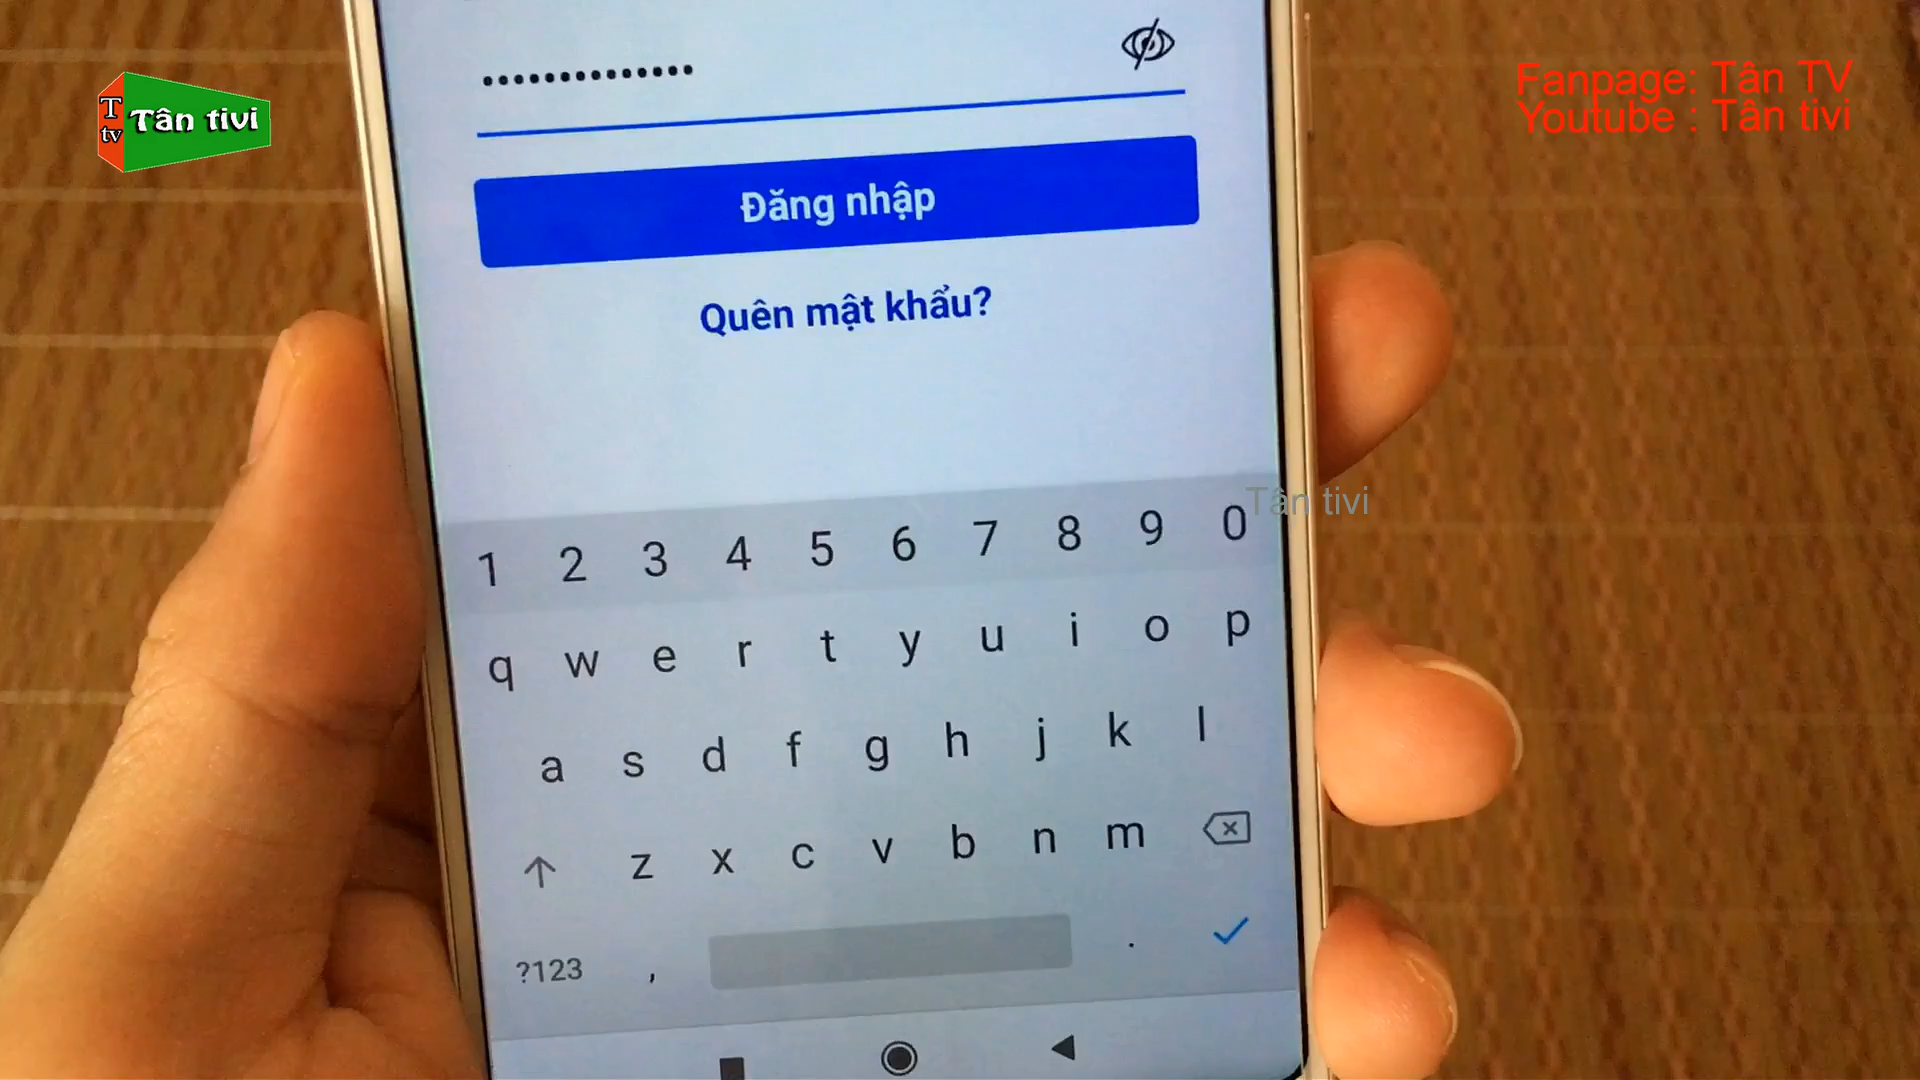 T
tv
Tân tivi
Fanpage: Tân TV
Youtube : Tân tivi
••••••••••••••
Đăng nhập
Quên mật khẩu?
Tân tivi
1 2 3 4 5 6 7 8 9 0
q w e r t y u i o p
a s d f g h j k l
z x c v b n m
?123 , .